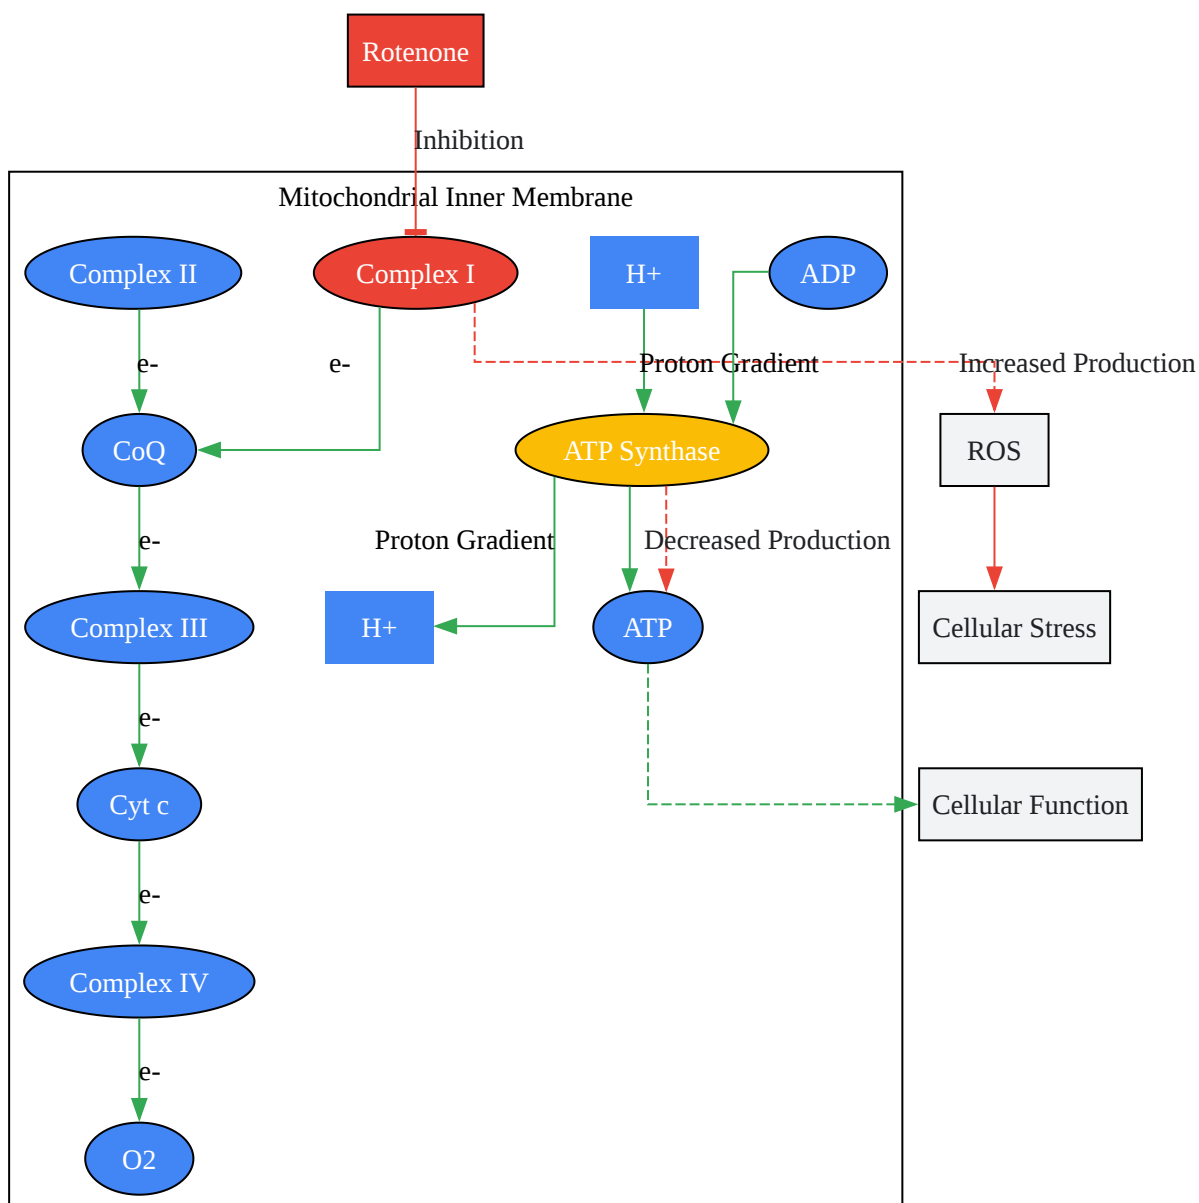 Rotenone
Inhibition
Mitochondrial Inner Membrane
Complex II
Complex I
H+
ADP
e-
e-
Proton Gradient
Increased Production
CoQ
ATP Synthase
ROS
e-
Proton Gradient
Decreased Production
Complex III
H+
ATP
Cellular Stress
e-
Cyt c
Cellular Function
e-
Complex IV
e-
O2